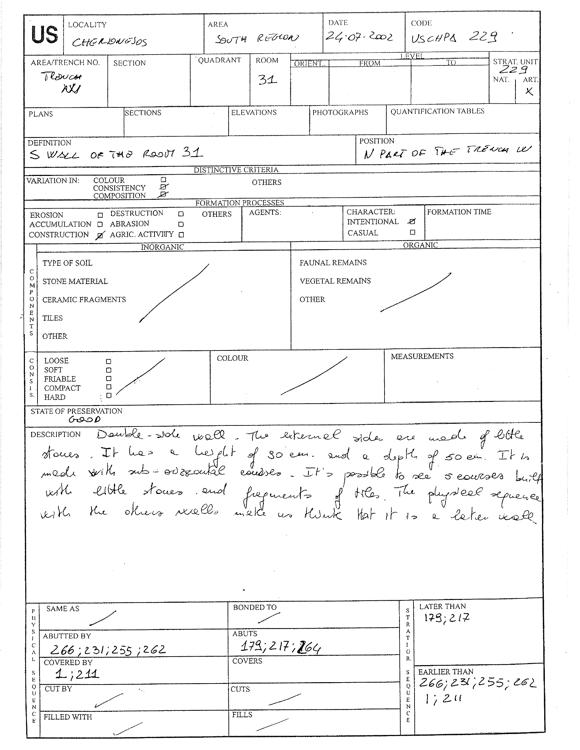 US
LOCALITY
CHERSONESOS
AREA
SOUTH REGION
DATE
24-07-2002
CODE
USCHPA 229
AREA/TRENCH NO.
TRENCH
SECTION
QUADRANT
ROOM
31
LEVEL
ORIENT. FROM TO
STRAT. UNIT
229
NAT. ART.
X
PLANS SECTIONS ELEVATIONS PHOTOGRAPHS QUANTIFICATION TABLES
DEFINITION
S WALL OF THE ROOM 31
POSITION
N PART OF THE TRENCH
DISTINCTIVE CRITERIA
VARIATION IN: COLOUR
CONSISTENCY
COMPOSITION
OTHERS
FORMATION PROCESSES
EROSION DESTRUCTION OTHERS
ACCUMULATION ABRASION
CONSTRUCTION AGRIC. ACTIVITY
AGENTS:
CHARACTER:
INTENTIONAL
CASUAL
FORMATION TIME
COMPONENTS
INORGANIC
TYPE OF SOIL
STONE MATERIAL
CERAMIC FRAGMENTS
TILES
OTHER
ORGANIC
FAUNAL REMAINS
VEGETAL REMAINS
OTHER
CONSIS.
LOOSE
SOFT
FRIABLE
COMPACT
HARD
COLOUR
MEASUREMENTS
STATE OF PRESERVATION
GOOD
DESCRIPTION Double-side wall. The external side are made of little
stones. It has a height of 30 cm. and a depth of 50 cm. It is
made with sub-orizontal courses. It's possible to see 5 courses built
with little stones and fragments of tiles. The physical sequence
with the others walls make us think that it is a later wall
PHYSICAL SEQUENCE
SAME AS
BONDED TO
ABUTTED BY
266; 231; 255; 262
ABUTS
179; 217; 264
COVERED BY
1; 211
COVERS
CUT BY
CUTS
FILLED WITH
FILLS
STRATIGR. SEQUENCE
LATER THAN
179; 217
EARLIER THAN
266; 231; 255; 262
1; 211